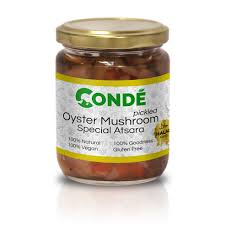 CONDÉ
pickled
Oyster Mushroom
Special Atsara
100% Natural 100% Goodness
100% Vegan Gluten Free
HALAL